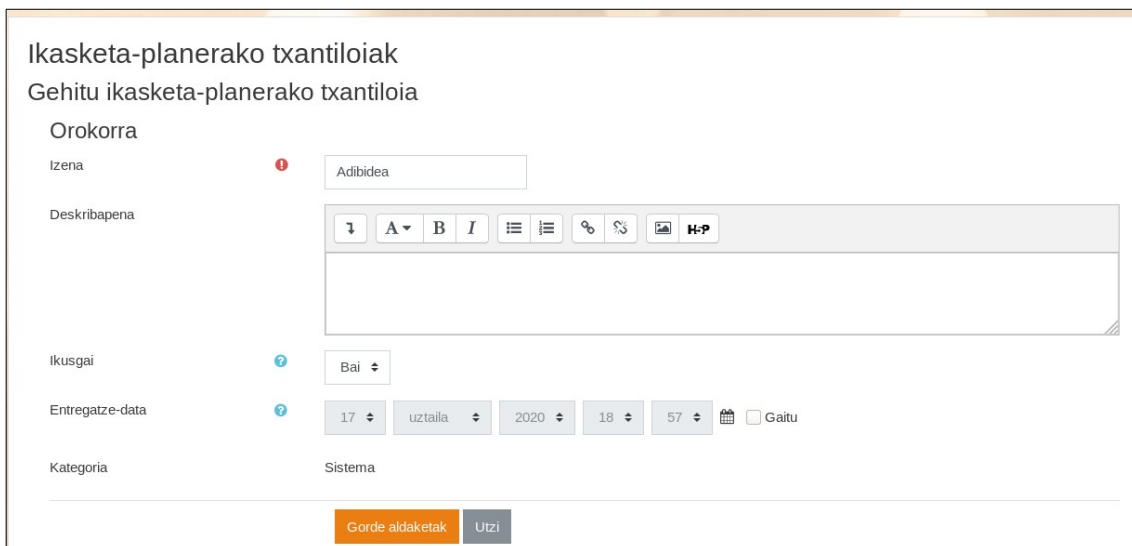 Ikasketa-planerako txantiloiak
Gehitu ikasketa-planerako txantiloia
Orokorra
Izena
Adibidea
Deskribapena
A B I H-P
Ikusgai
Bai
Entregatze-data
17 uztaila 2020 18 57 Gaitu
Kategoria Sistema
Gorde aldaketak Utzi